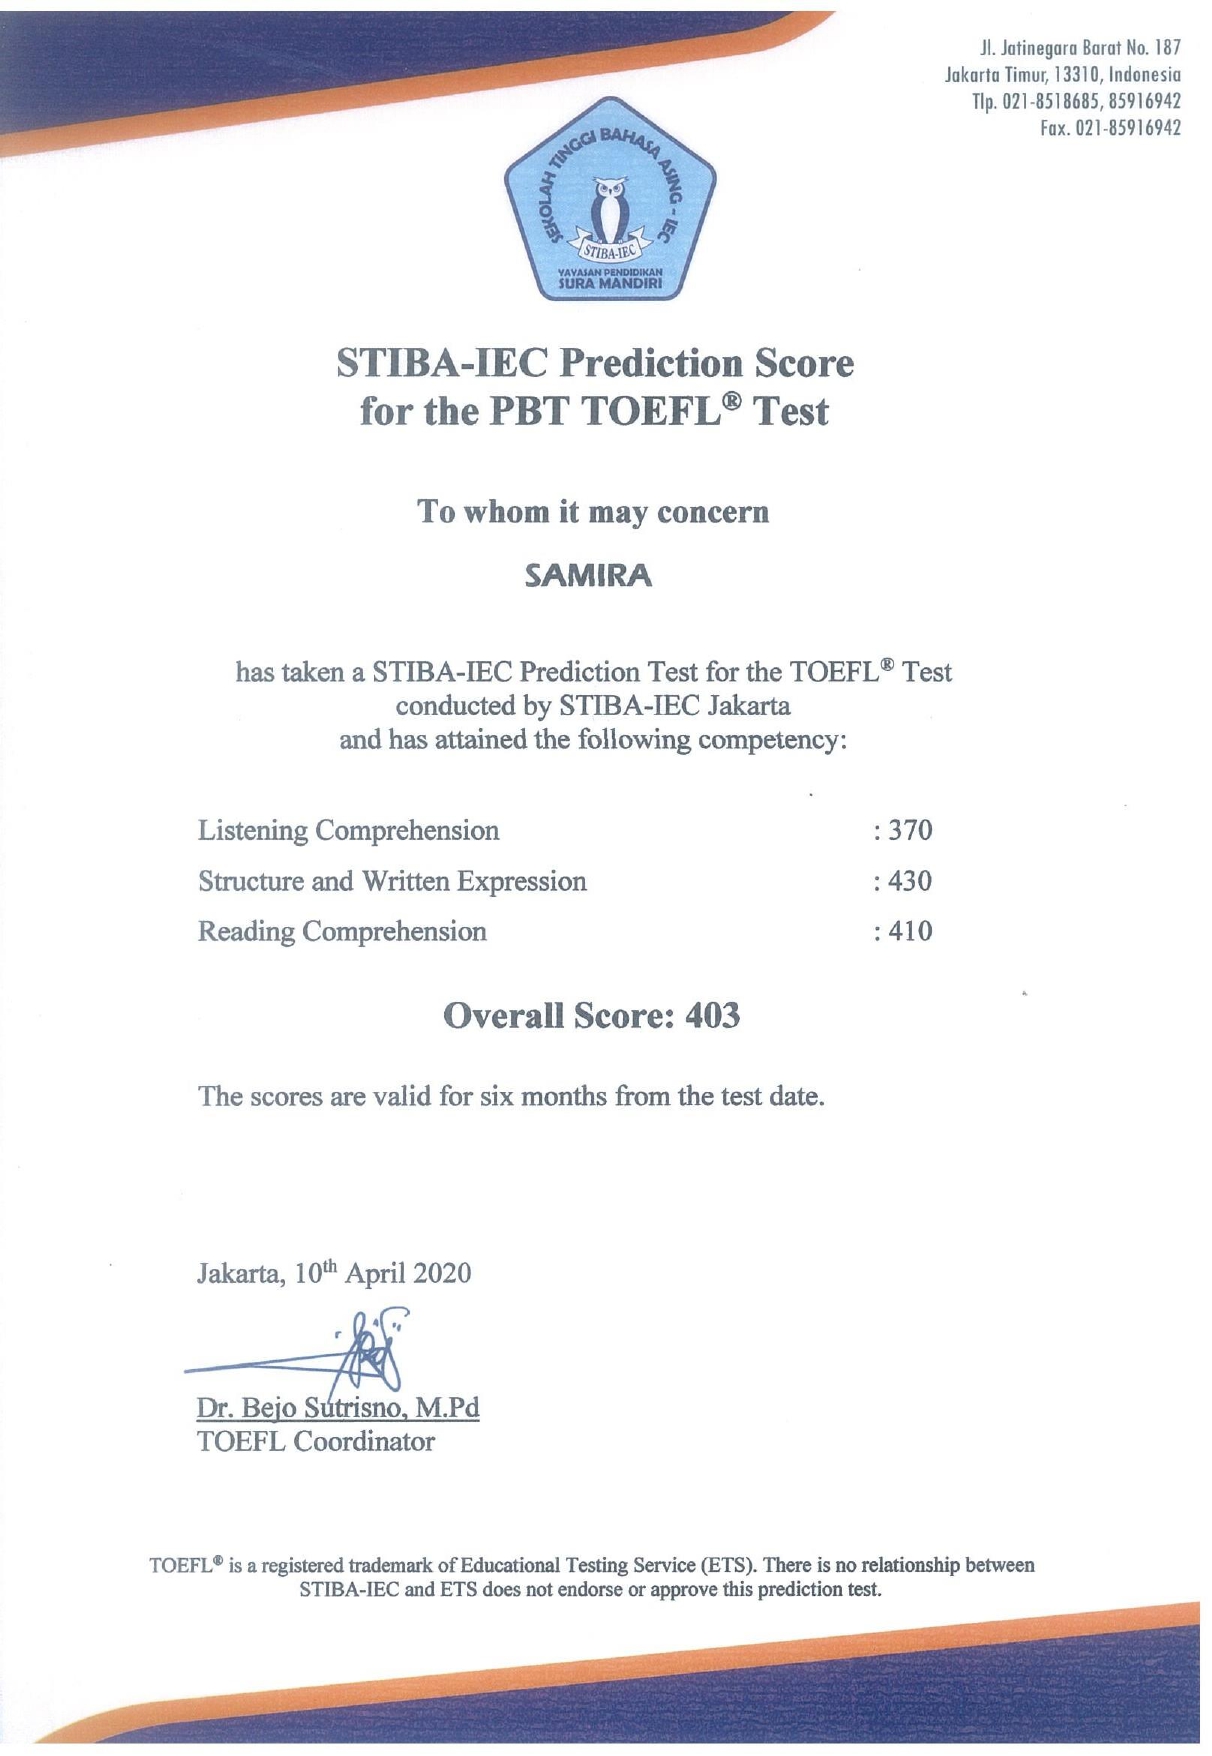 Jl. Jatinegara Barat No. 187
Jakarta Timur, 13310, Indonesia
Tlp. 021-8518685, 85916942
Fax. 021-85916942
SEKOLAH TINGGI BAHASA ASING - IEC
STIBA-IEC
YAYASAN PENDIDIKAN
SURA MANDIRI
STIBA-IEC Prediction Score
for the PBT TOEFL® Test
To whom it may concern
SAMIRA
has taken a STIBA-IEC Prediction Test for the TOEFL® Test
conducted by STIBA-IEC Jakarta
and has attained the following competency:
Listening Comprehension : 370
Structure and Written Expression : 430
Reading Comprehension : 410
Overall Score: 403
The scores are valid for six months from the test date.
Jakarta, 10th April 2020
Dr. Bejo Sutrisno, M.Pd
TOEFL Coordinator
TOEFL® is a registered trademark of Educational Testing Service (ETS). There is no relationship between
STIBA-IEC and ETS does not endorse or approve this prediction test.